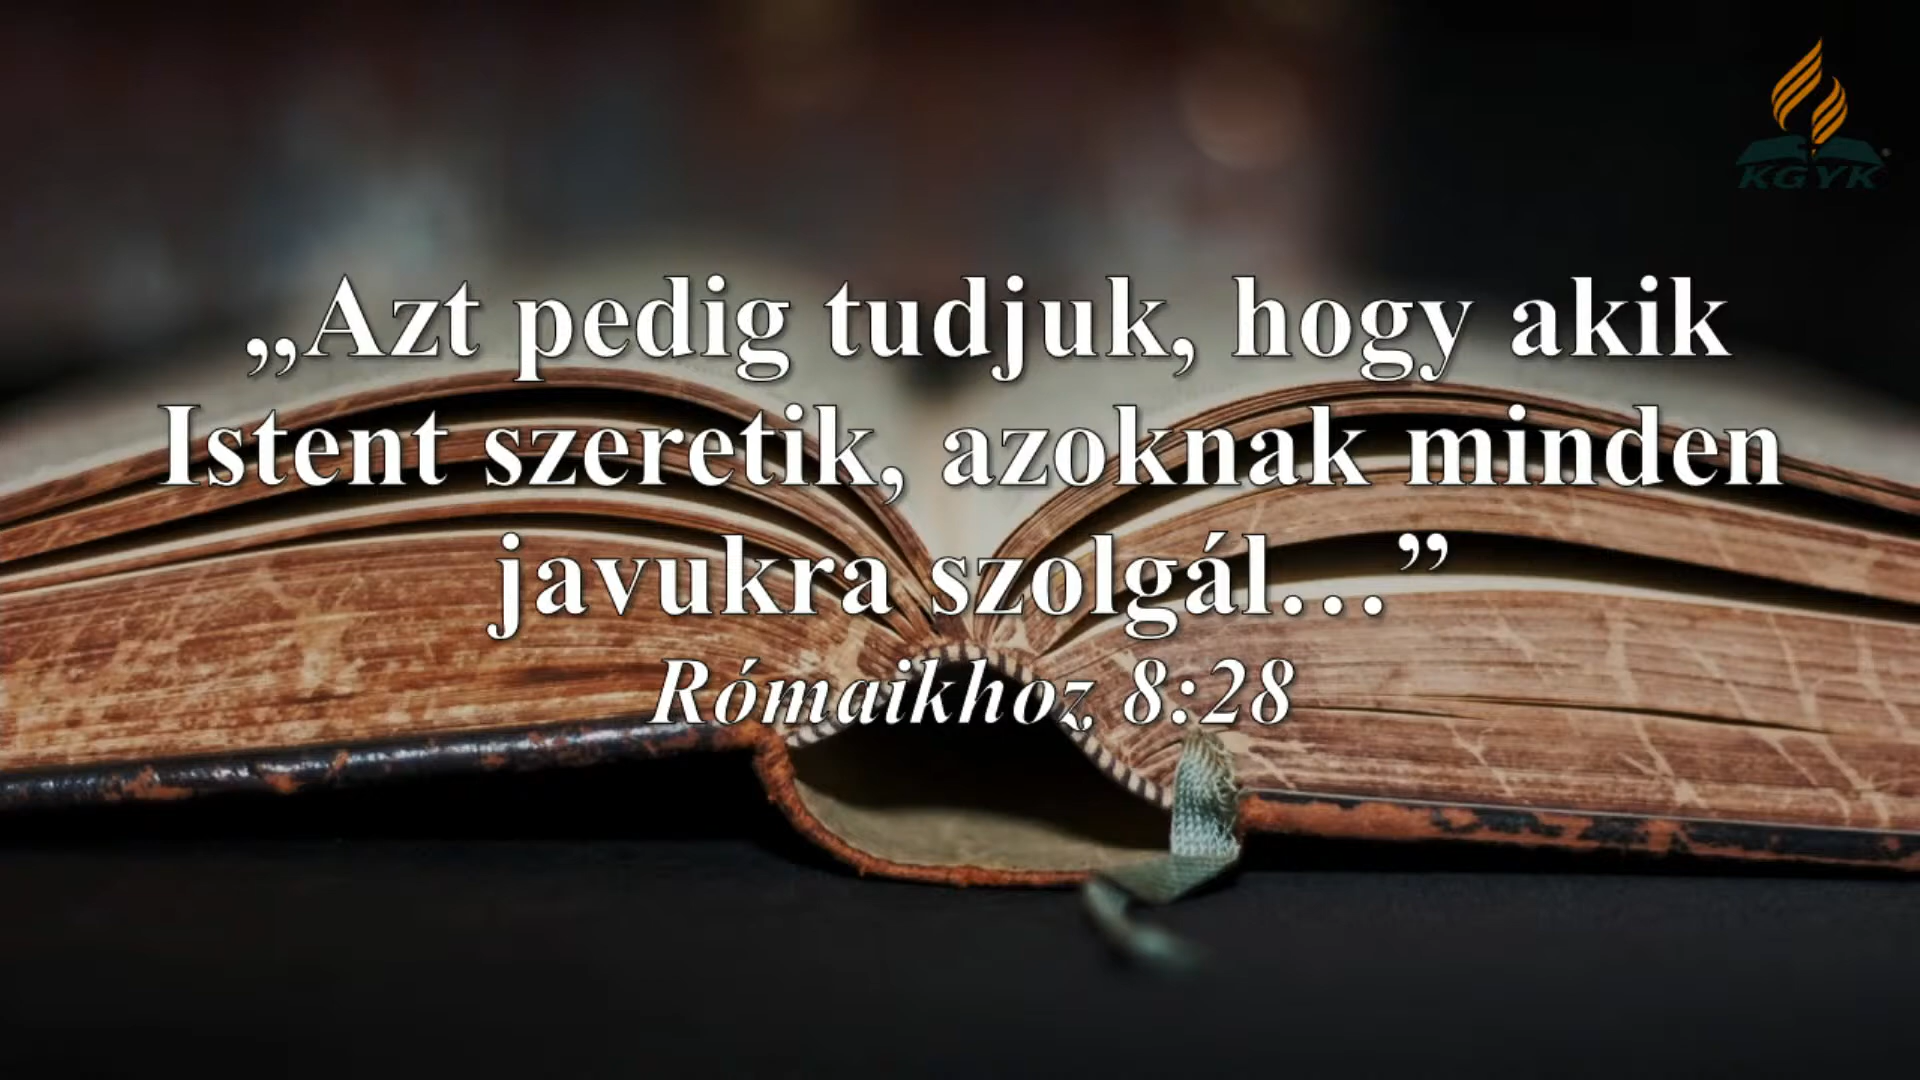 KGYK
„Azt pedig tudjuk, hogy akik
Istent szeretik, azoknak minden
javukra szolgál…”
Rómaikhoz 8:28